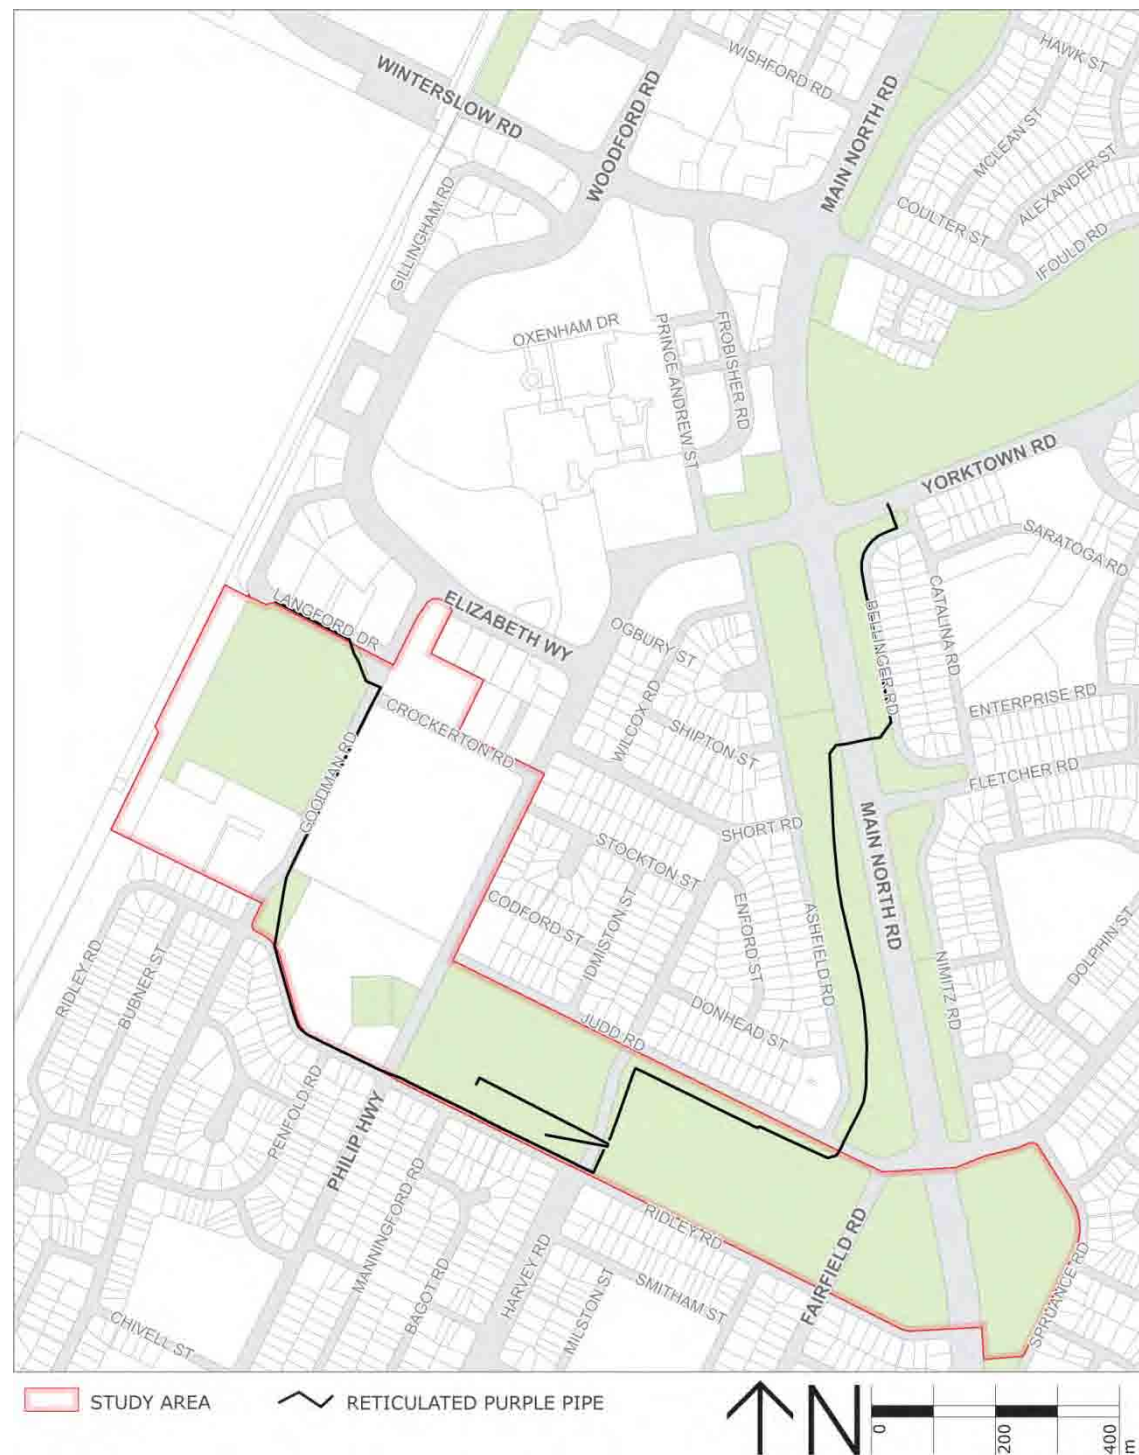 HAWK ST
WISHFORD RD
WINTERSLOW RD
WOODFORD RD
MAIN NORTH RD
MCLEAN ST
ALEXANDER ST
COULTER ST
IFOULD RD
GILLINGHAM RD
OXENHAM DR
PRINCE ANDREW ST
FROBISHER RD
YORKTOWN RD
SARATOGA RD
LANGFORD DR
ELIZABETH WY
OGBURY ST
BELLINGER RD
CATALINA RD
WILCOX RD
SHIPTON ST
ENTERPRISE RD
CROCKERTON RD
GOODMAN RD
FLETCHER RD
SHORT RD
MAIN NORTH RD
STOCKTON ST
CODFORD ST
IDMISTON ST
ENFORD ST
ASHFIELD RD
NIMITZ RD
DOLPHIN ST
RIDLEY RD
BUBNER ST
JUDD RD
DONHEAD ST
PENFOLD RD
PHILIP HWY
MANNINGFORD RD
BAGOT RD
HARVEY RD
RIDLEY RD
MILSTON ST
SMITHAM ST
FAIRFIELD RD
SPRUANCE RD
CHIVELL ST
STUDY AREA
RETICULATED PURPLE PIPE
N
0
200
400
m